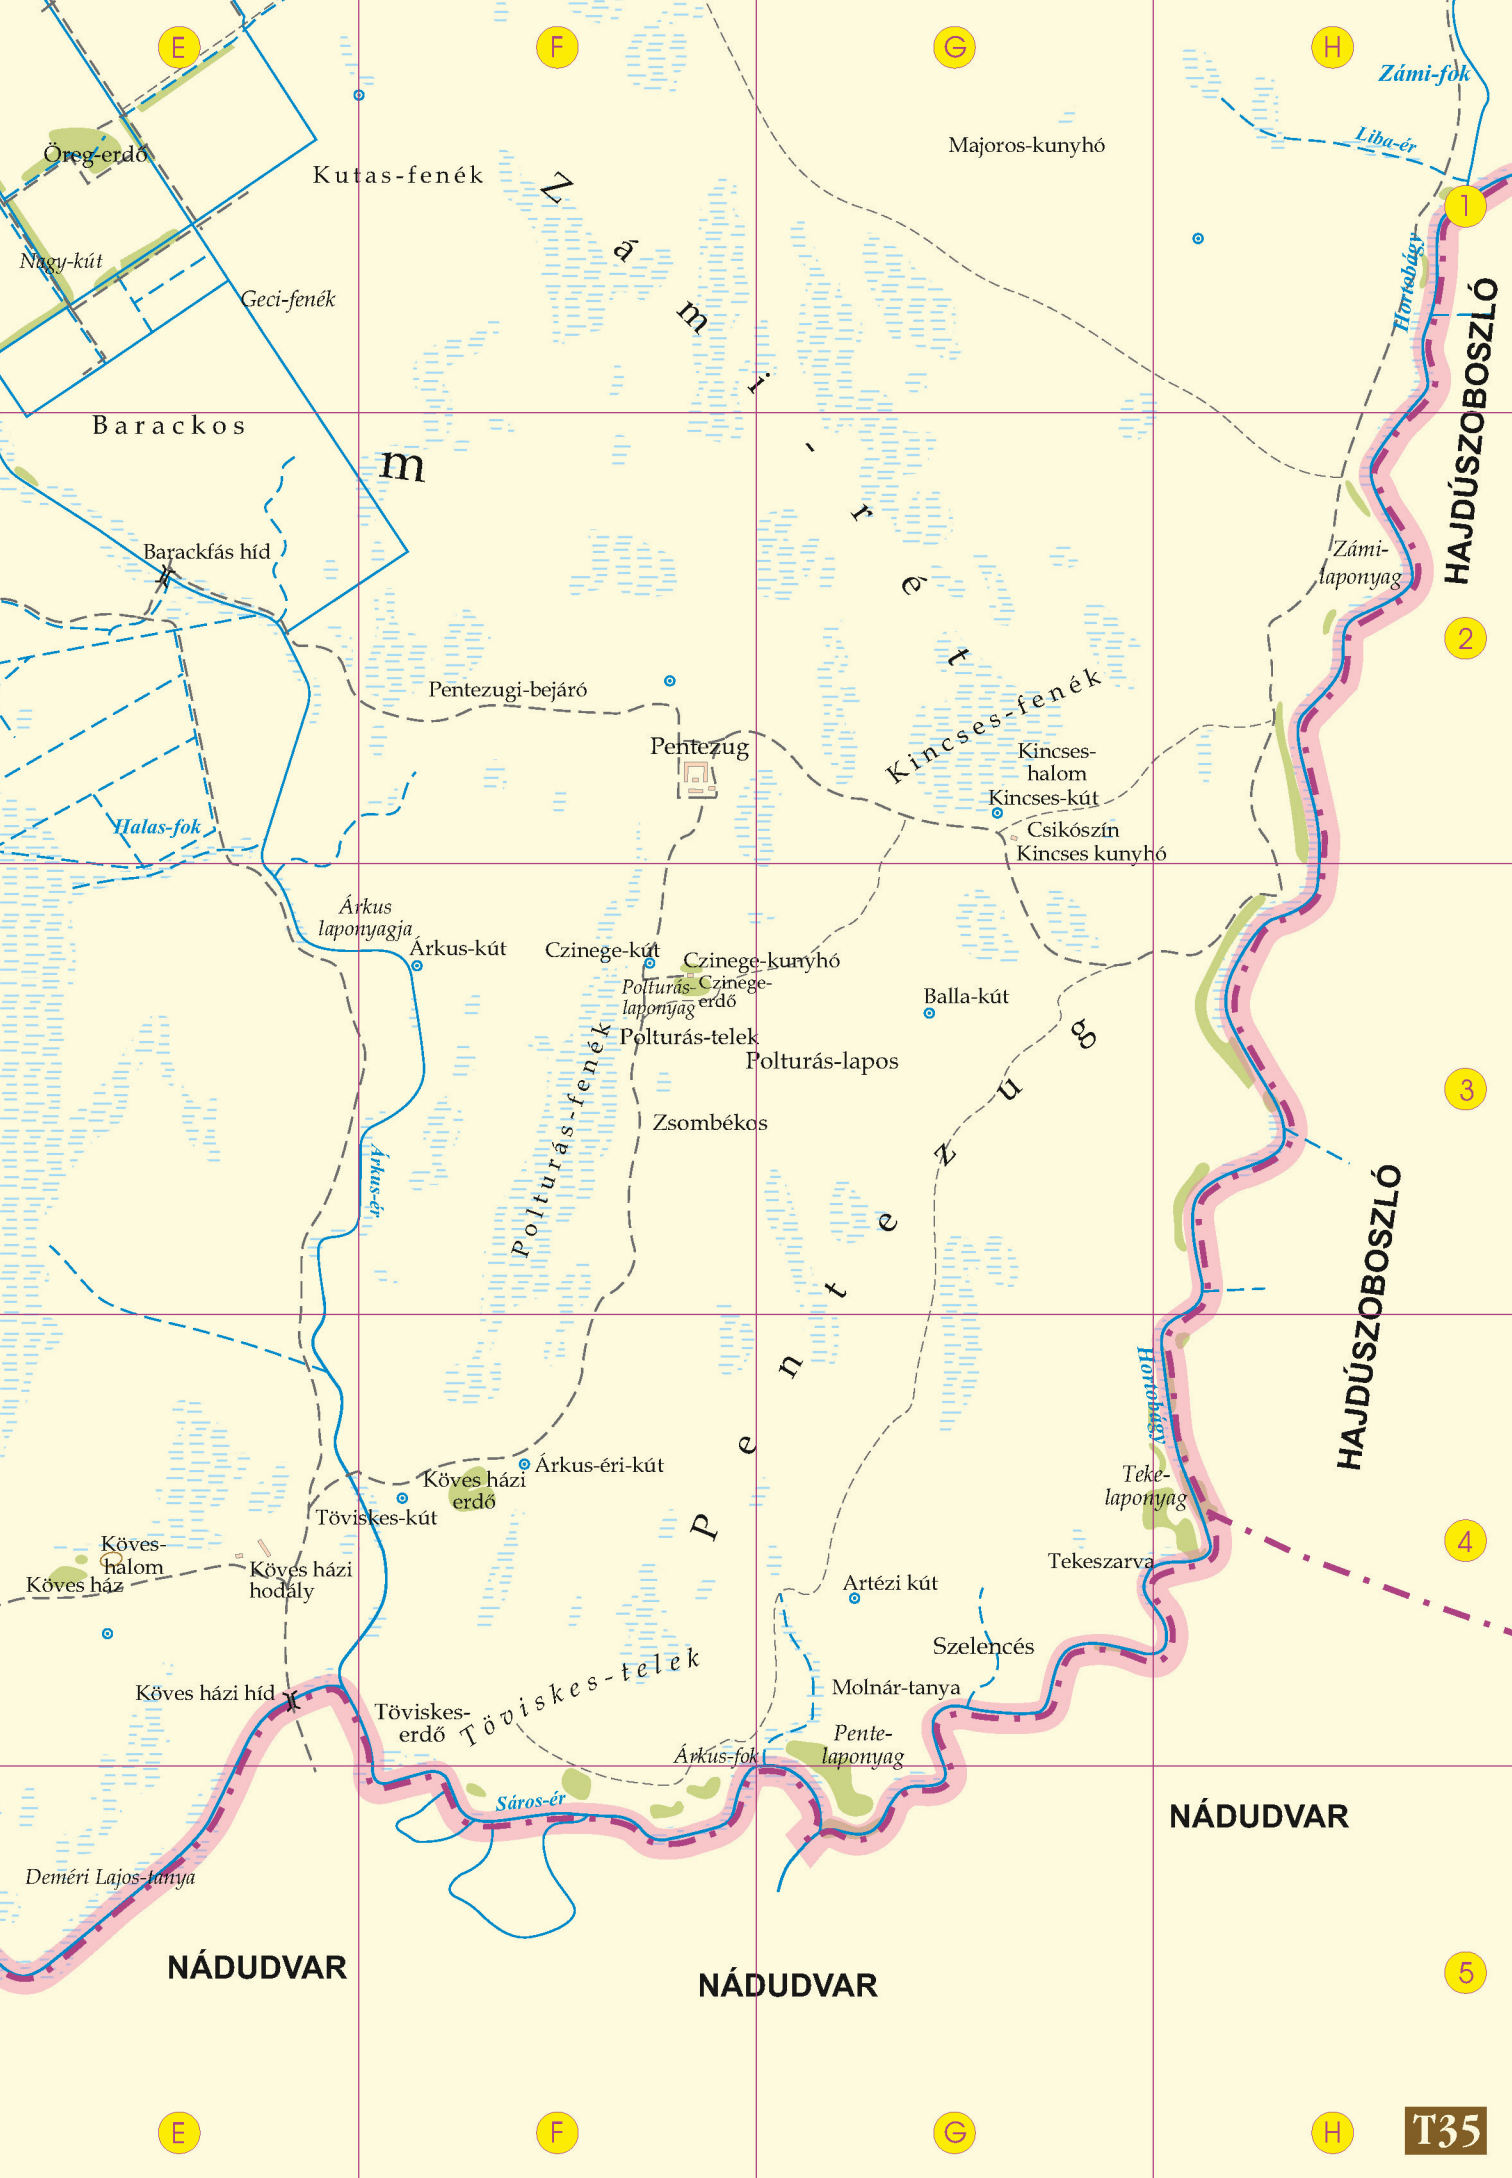 E
F
G
H
Zámi-fok
Liba-ér
Majoros-kunyhó
Öreg-erdő
Kutas-fenék
Zámi-rét
1
Nagy-kút
Geci-fenék
Hortobágy
HAJDÚSZOBOSZLÓ
Barackos
m
Barackfás híd
Zámi-
laponyag
2
Pentezugi-bejáró
Kincses-fenék
Pentezug
Kincses-
halom
Kincses-kút
Csikószín
Kincses kunyhó
Halas-fok
Árkus
laponyagja
Árkus-kút
Czinege-kút
Czinege-kunyhó
Czinege-
erdő
Polturás-
laponyag
Balla-kút
Polturás-telek
Polturás-lapos
Polturás-fenék
Pentezug
3
Zsombékos
Árkus-ér
HAJDÚSZOBOSZLÓ
Hortobágy
Árkus-éri-kút
Köves házi
erdő
Töviskes-kút
Teke-
laponyag
4
Tekeszarva
Köves-
halom
Köves ház
Köves házi
hodály
Artézi kút
Szelencés
Molnár-tanya
Köves házi híd
Töviskes-
erdő
Töviskes-telek
Árkus-fok
Pente-
laponyag
Sáros-ér
NÁDUDVAR
Deméri Lajos-tanya
NÁDUDVAR
NÁDUDVAR
5
E
F
G
H
T35